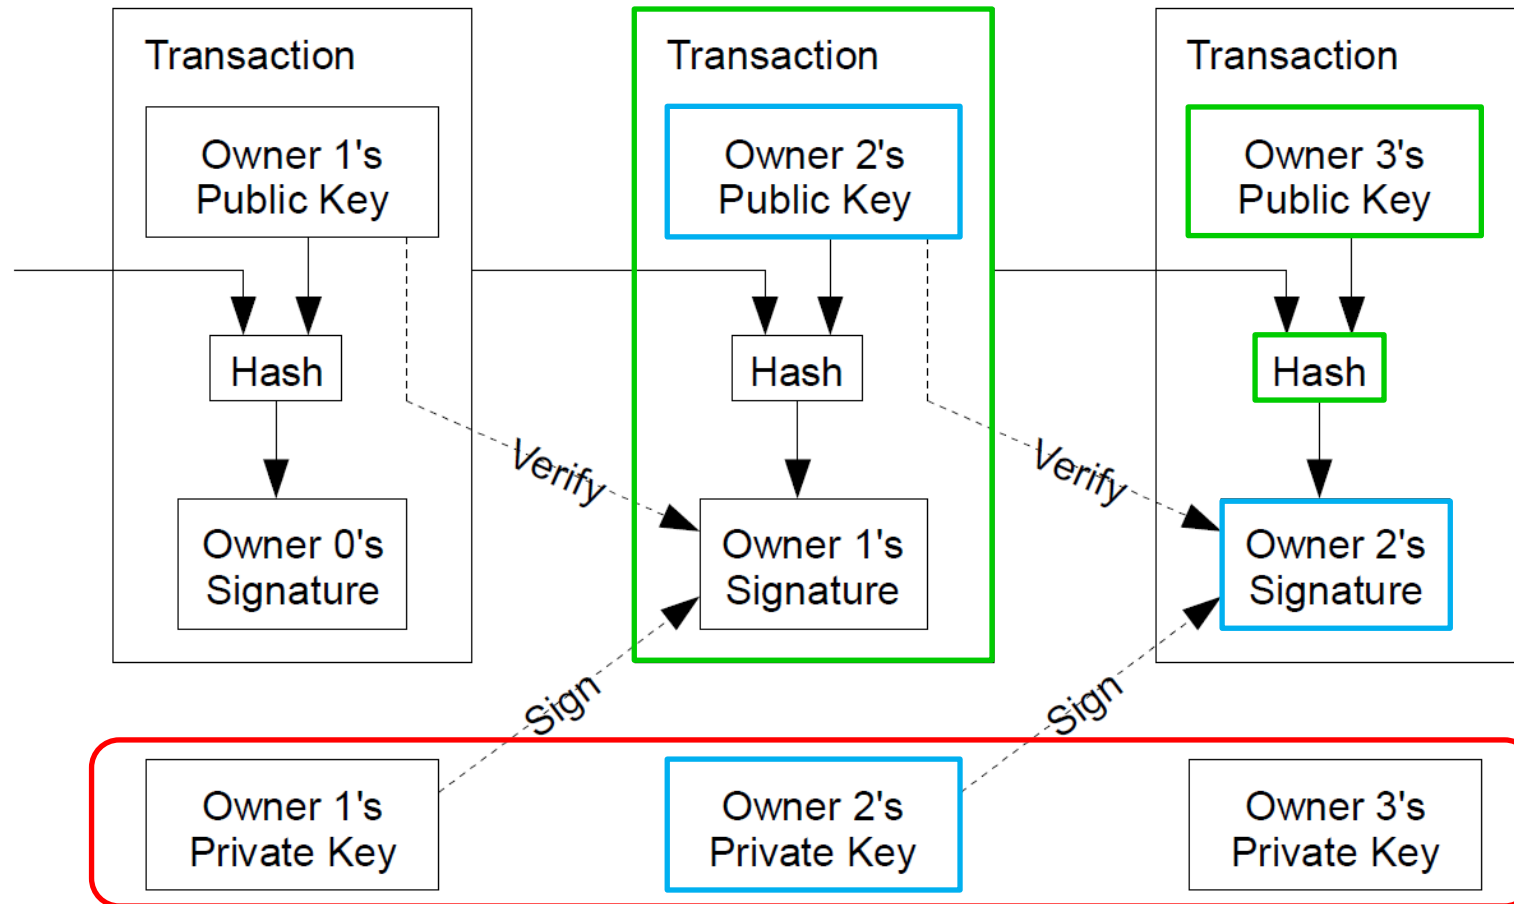 Transaction
Transaction
Transaction
Owner 1's
Public Key
Owner 2's
Public Key
Owner 3's
Public Key
Hash
Hash
Hash
Verify
Verify
Owner 0's
Signature
Owner 1's
Signature
Owner 2's
Signature
Sign
Sign
Owner 1's
Private Key
Owner 2's
Private Key
Owner 3's
Private Key